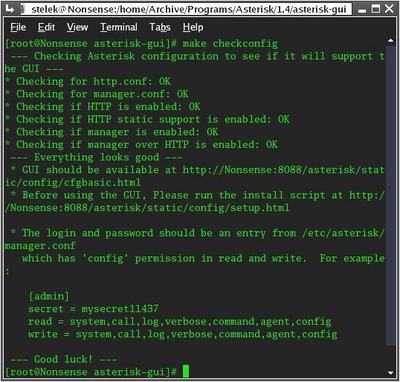 stelek@Nonsense:/home/Archive/Programs/Asterisk/1.4/asterisk-gui
File Edit View Terminal Tabs Help
[root@Nonsense asterisk-gui]# make checkconfig
--- Checking Asterisk configuration to see if it will support t
he GUI ---
* Checking for http.conf: OK
* Checking for manager.conf: OK
* Checking if HTTP is enabled: OK
* Checking if HTTP static support is enabled: OK
* Checking if manager is enabled: OK
* Checking if manager over HTTP is enabled: OK
--- Everything looks good ---
* GUI should be available at http://Nonsense:8088/asterisk/stat
ic/config/cfgbasic.html
* Before using the GUI, Please run the install script at http:/
/Nonsense:8088/asterisk/static/config/setup.html
* The login and password should be an entry from /etc/asterisk/
manager.conf
which has 'config' permission in read and write.  For example
:
[admin]
secret = mysecret11437
read = system,call,log,verbose,command,agent,config
write = system,call,log,verbose,command,agent,config
--- Good luck! ---
[root@Nonsense asterisk-gui]#